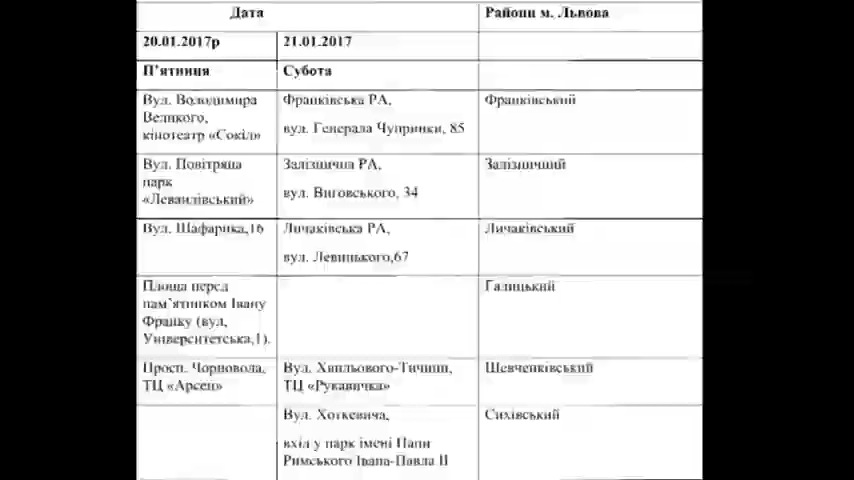 Дата
Райони м. Львова
20.01.2017р
21.01.2017
П'ятниця
Субота
Вул. Володимира
Великого,
кінотеатр «Сокіл»
Франківська РА,
вул. Генерала Чупринки, 85
Франківський
Вул. Повітряна
парк
«Левандівський»
Залізнична РА,
вул. Виговського, 34
Залізничний
Вул. Шафарика,16
Личаківська РА,
вул. Левицького,67
Личаківський
Площа перед
пам'ятником Івану
Франку (вул,
Університетська,1).
Галицький
Просп. Чорновола,
ТЦ «Арсен»
Вул. Хвильового-Тичини,
ТЦ «Рукавичка»
Шевченківський
Вул. Хоткевича,
вхід у парк імені Папи
Римського Івана-Павла ІІ
Сихівський